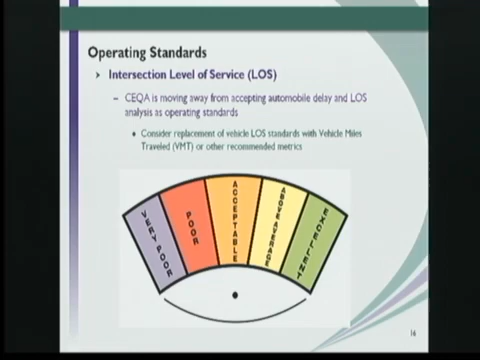 Operating Standards
Intersection Level of Service (LOS)
– CEQA is moving away from accepting automobile delay and LOS
analysis as operating standards
• Consider replacement of vehicle LOS standards with Vehicle Miles
Traveled (VMT) or other recommended metrics
VERY POOR
POOR
ACCEPTABLE
ABOVE AVERAGE
EXCELLENT
16